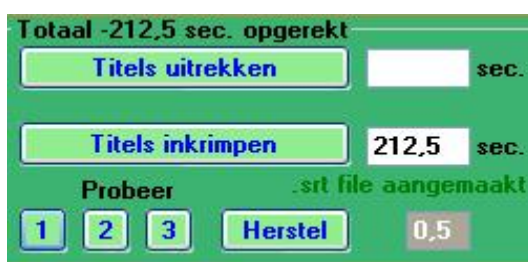 Totaal -212,5 sec. opgerekt
Titels uitrekken sec.
Titels inkrimpen 212,5 sec.
Probeer .srt file aangemaakt
1 2 3 Herstel 0,5